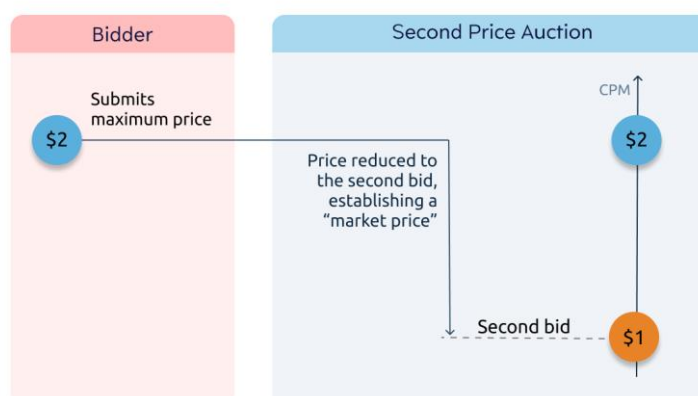 Bidder
Second Price Auction
Submits
maximum price
$2
CPM
$2
Price reduced to
the second bid,
establishing a
“market price”
Second bid
$1